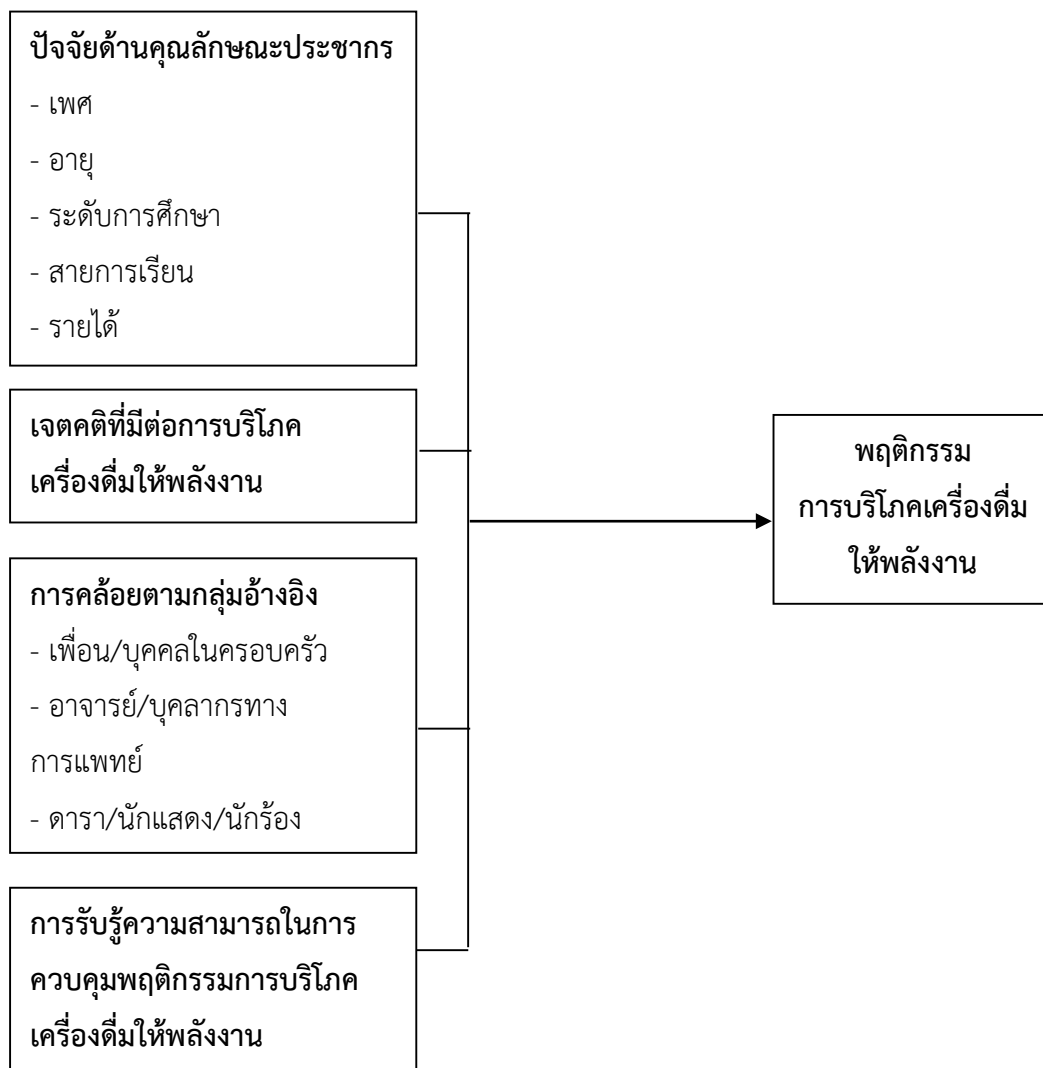 ปัจจัยด้านคุณลักษณะประชากร
- เพศ
- อายุ
- ระดับการศึกษา
- สายการเรียน
- รายได้
เจตคติที่มีต่อการบริโภค
เครื่องดื่มให้พลังงาน
การคล้อยตามกลุ่มอ้างอิง
- เพื่อน/บุคคลในครอบครัว
- อาจารย์/บุคลากรทาง
การแพทย์
- ดารา/นักแสดง/นักร้อง
การรับรู้ความสามารถในการ
ควบคุมพฤติกรรมการบริโภค
เครื่องดื่มให้พลังงาน
พฤติกรรม
การบริโภคเครื่องดื่ม
ให้พลังงาน